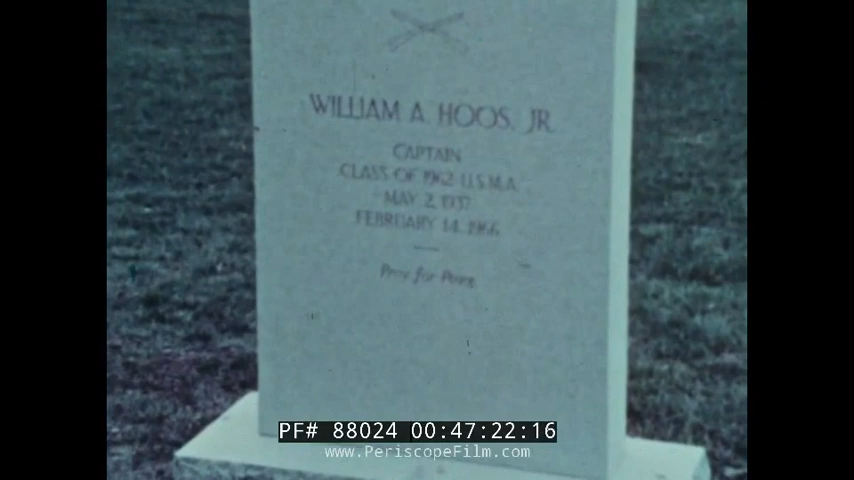 WILLIAM A. HOOS, JR.
CAPTAIN
CLASS OF 1962 U.S.M.A.
MAY 2, 1937
FEBRUARY 14, 1966
Pray for Peace
PF# 88024 00:47:22:16
www.PeriscopeFilm.com